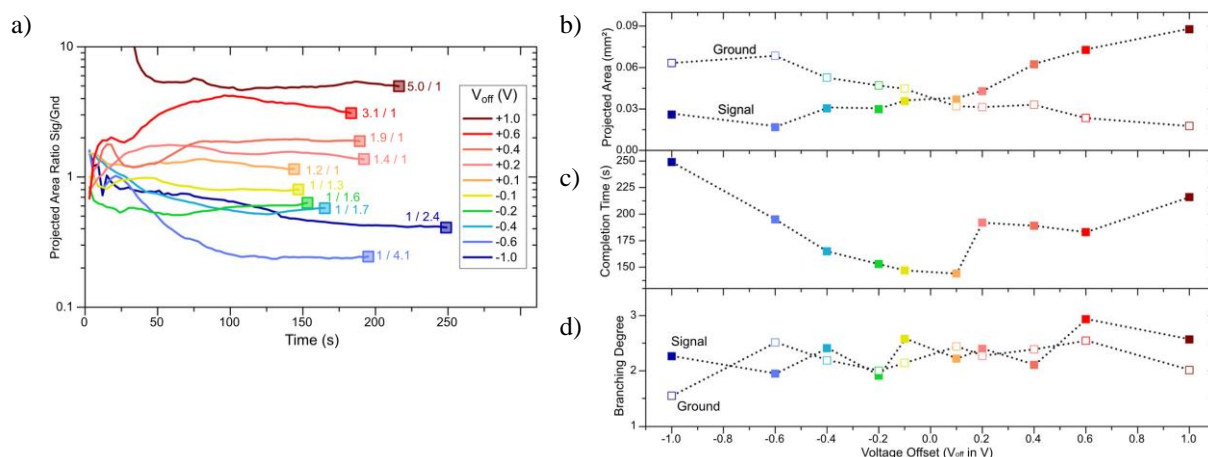 a)
Projected Area Ratio Sig/Gnd
10
1
0.1
5.0 / 1
3.1 / 1
1.9 / 1
1.4 / 1
1.2 / 1
1 / 1.3
1 / 1.6
1 / 1.7
1 / 2.4
1 / 4.1
Voff (V)
+1.0
+0.6
+0.4
+0.2
+0.1
-0.1
-0.2
-0.4
-0.6
-1.0
0 50 100 150 200 250 300
Time (s)
b)
Projected Area (mm²)
0.09
0.06
0.03
0.00
Ground
Signal
c)
Completion Time (s)
250
225
200
175
150
d)
Branching Degree
3
2
1
Signal
Ground
-1.0 -0.8 -0.6 -0.4 -0.2 0.0 0.2 0.4 0.6 0.8 1.0
Voltage Offset (Voff in V)